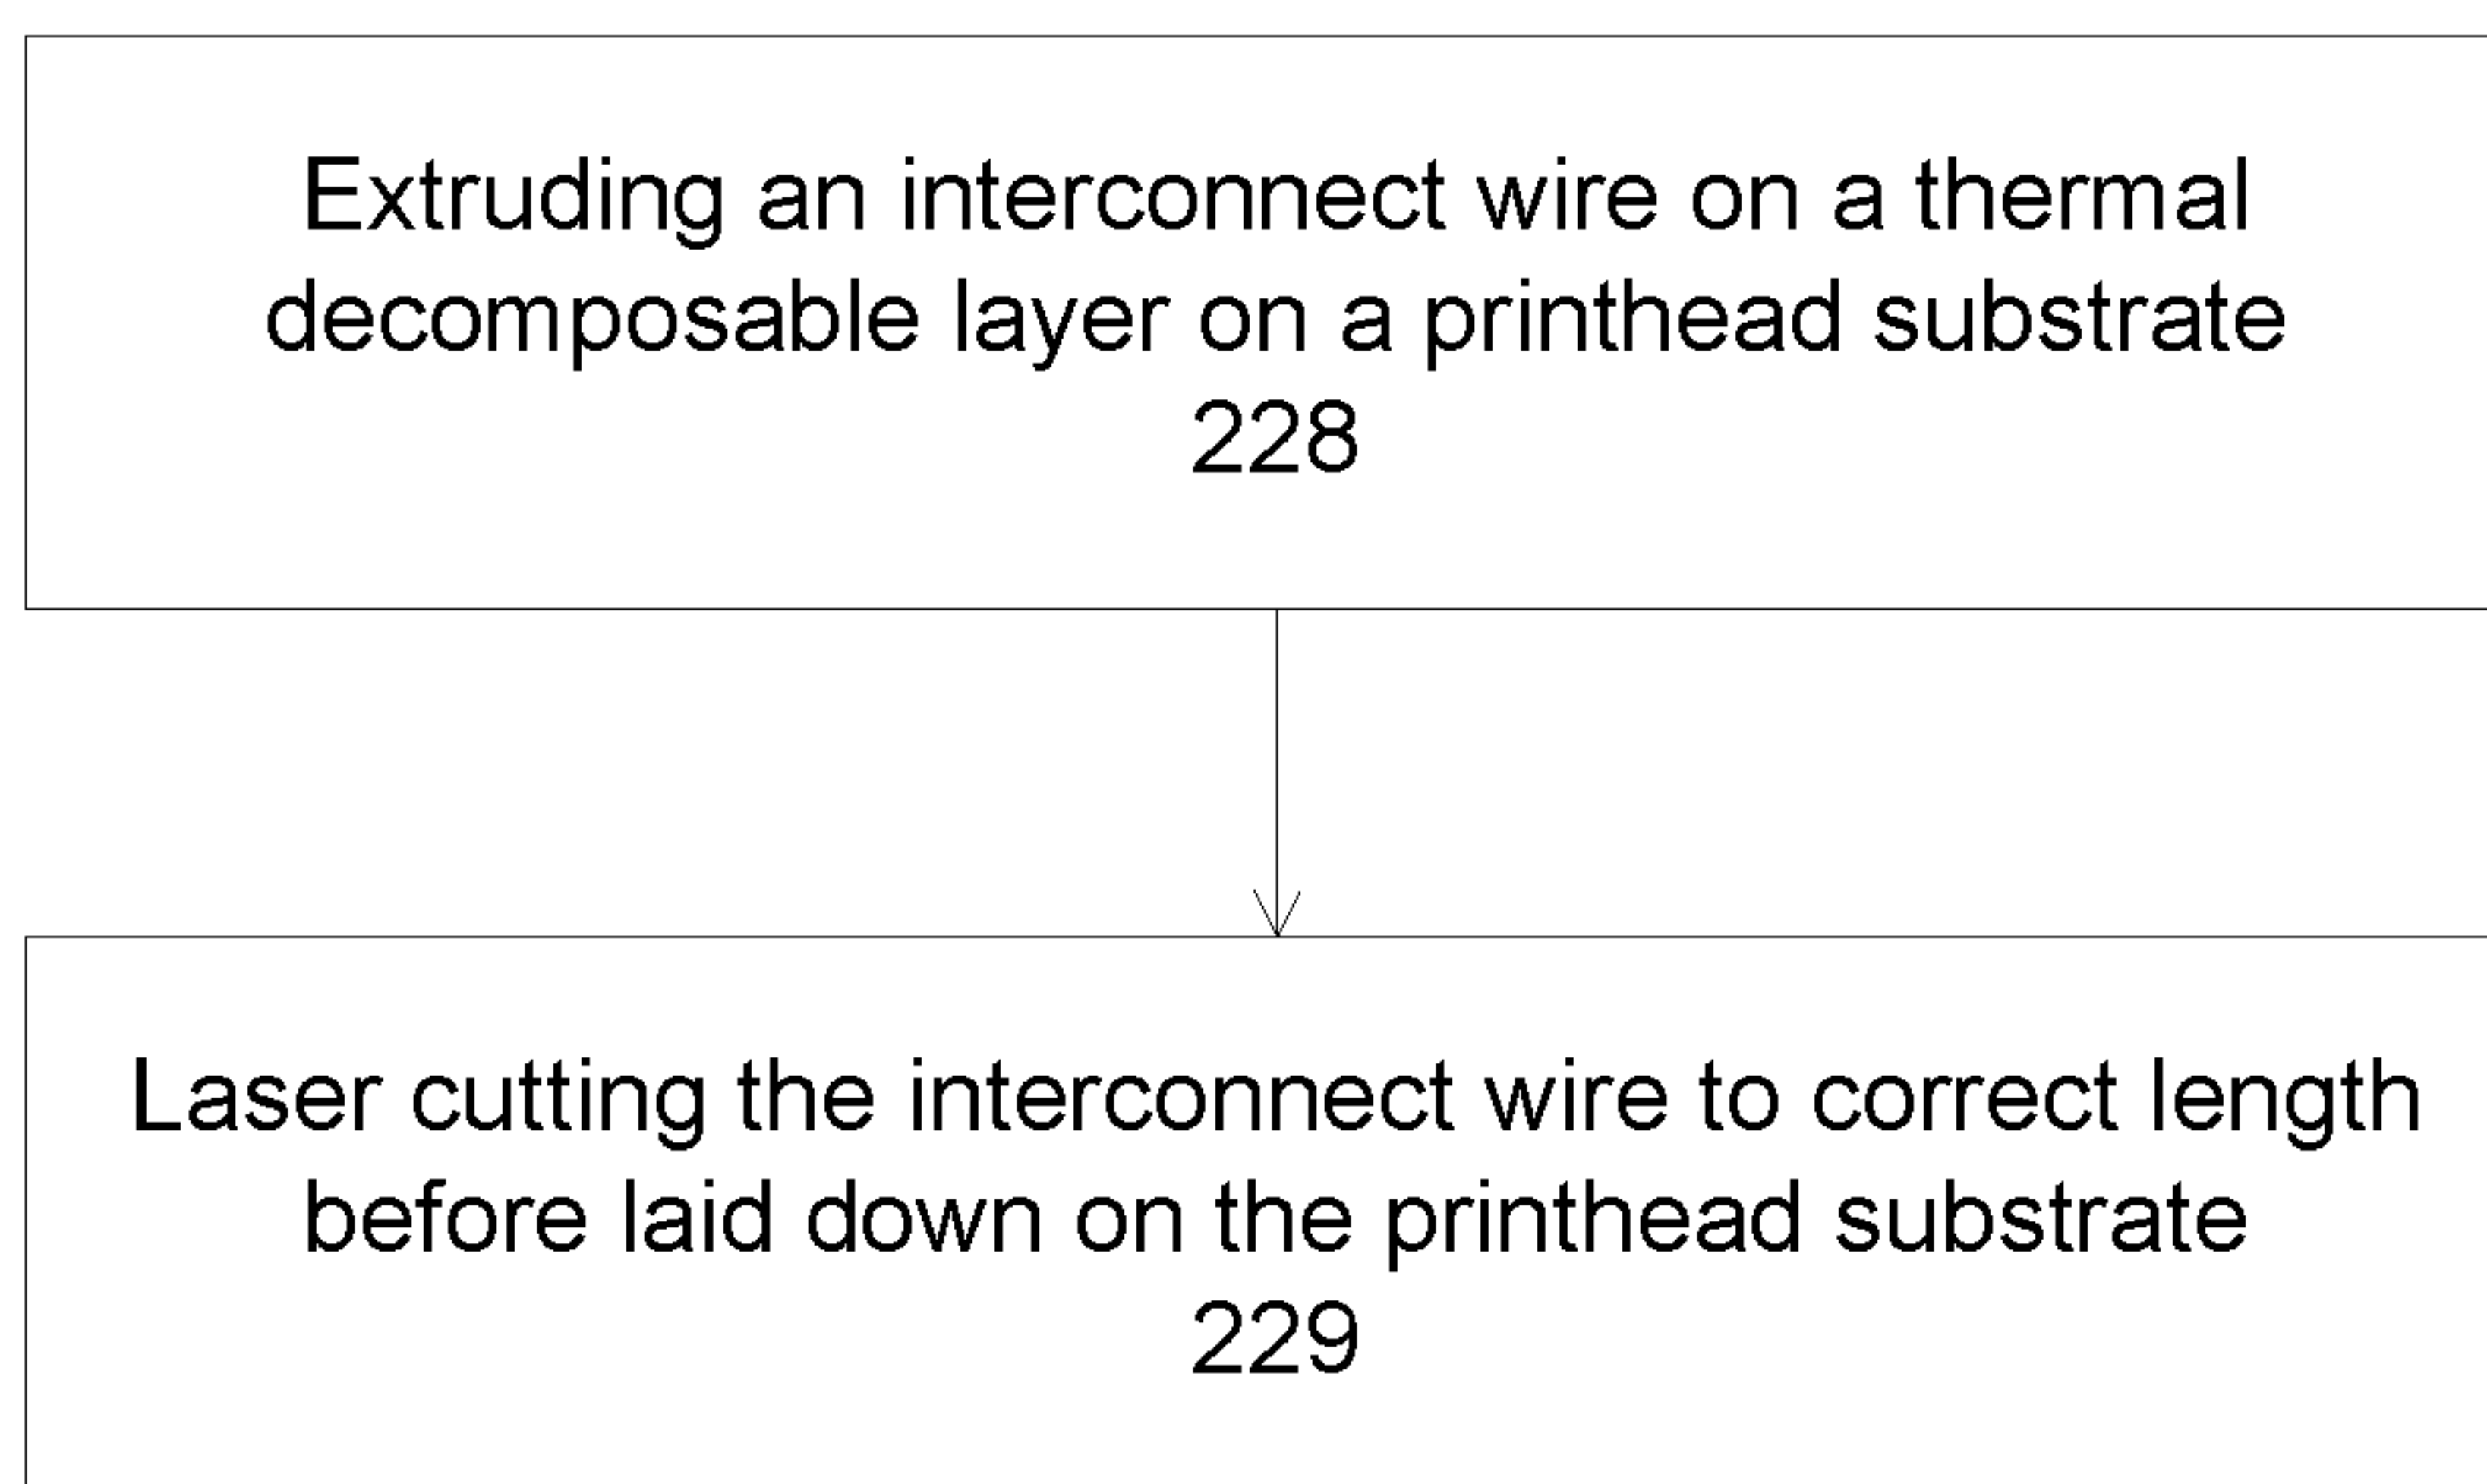 Extruding an interconnect wire on a thermal
decomposable layer on a printhead substrate
228
Laser cutting the interconnect wire to correct length
before laid down on the printhead substrate
229